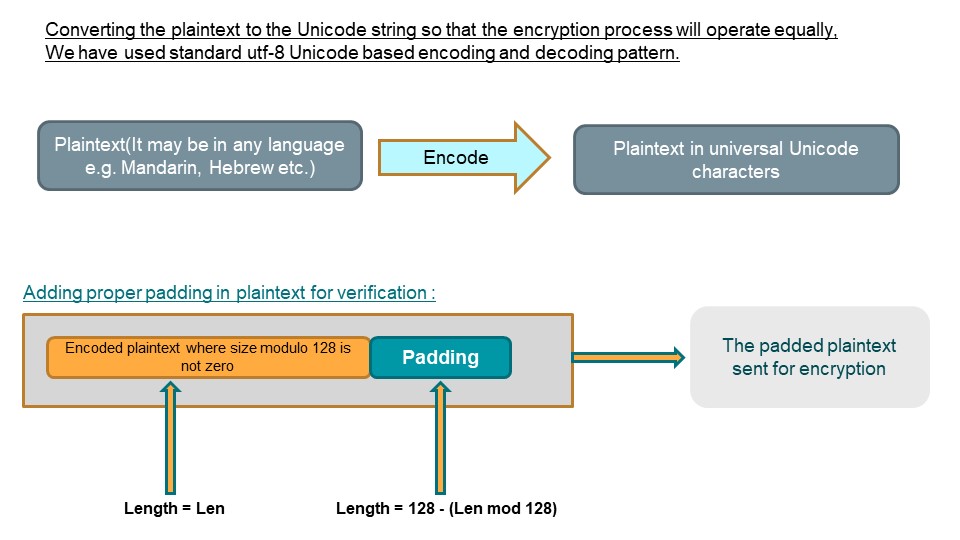 Converting the plaintext to the Unicode string so that the encryption process will operate equally,
We have used standard utf-8 Unicode based encoding and decoding pattern.
Plaintext(It may be in any language
e.g. Mandarin, Hebrew etc.)
Encode
Plaintext in universal Unicode
characters
Adding proper padding in plaintext for verification :
Encoded plaintext where size modulo 128 is
not zero
Padding
The padded plaintext
sent for encryption
Length = Len
Length = 128 - (Len mod 128)